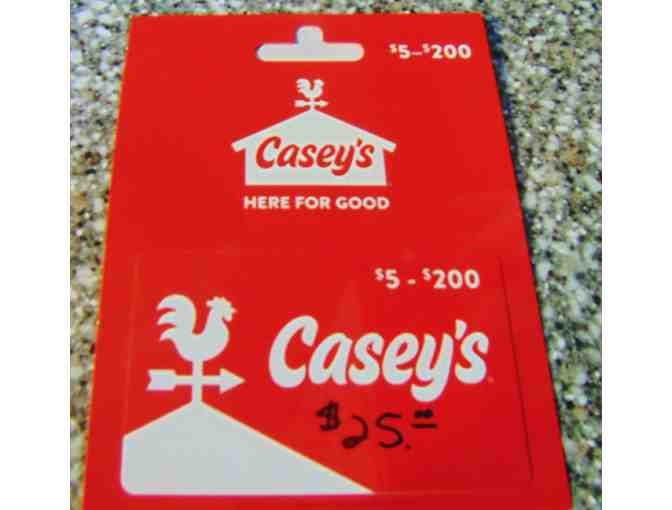 $5–$200
Casey's
HERE FOR GOOD
$5 - $200
Casey's
$25.00